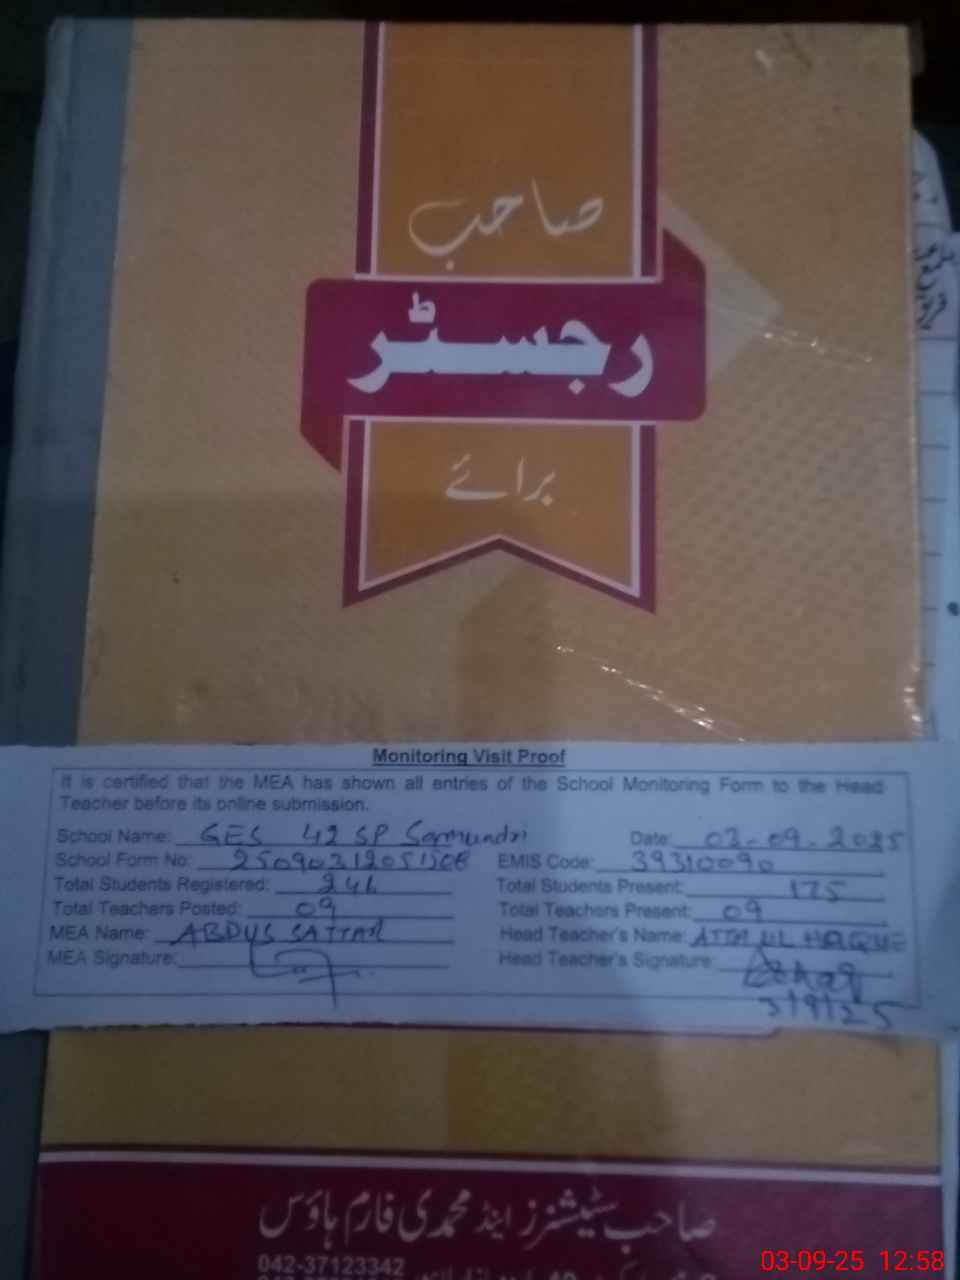 صاحب
رجسٹر
برائے
Monitoring Visit Proof
It is certified that the MEA has shown all entries of the School Monitoring Form to the Head
Teacher before its online submission.
School Name: GES 42 SP Date: 03-09-2025
School Form No: EMIS Code: 39310090
Total Students Registered: Total Students Present: 175
Total Teachers Posted: 09 Total Teachers Present: 09
MEA Name: ABDUS SATTAR Head Teacher's Name: ATTA UL HAQUE
MEA Signature: Head Teacher's Signature:
3/9/25
صاحب سٹیشنرز اینڈ محمدی فارم ہاؤس
042-37123342
03-09-25 12:58